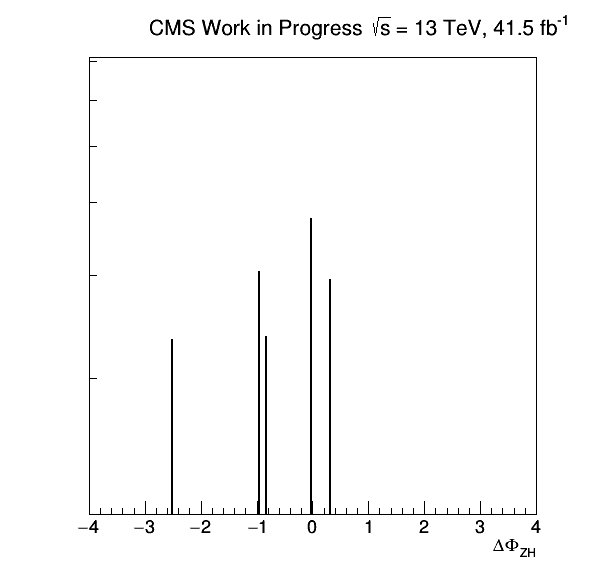 CMS Work in Progress √s = 13 TeV, 41.5 fb⁻¹
−4 −3 −2 −1 0 1 2 3 4
ΔΦ_ZH